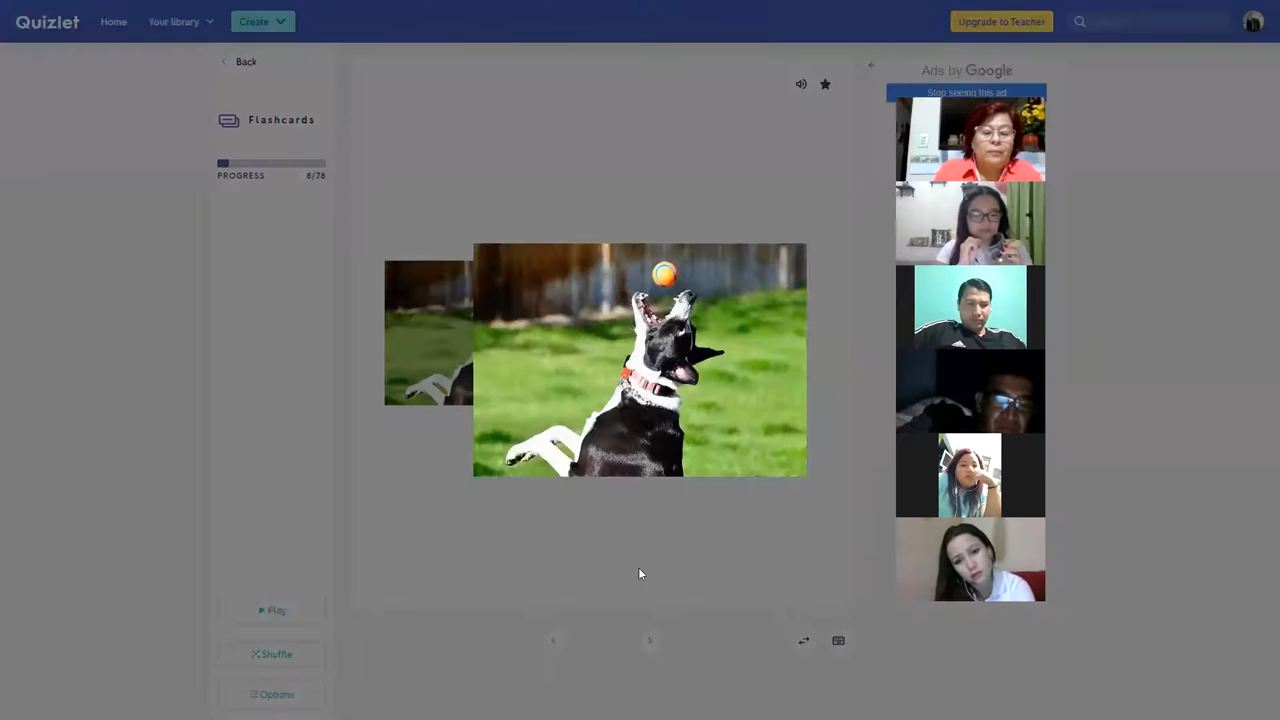 Quizlet Home Your library Create Upgrade to Teacher
Back
Flashcards
PROGRESS 8/78
Ads by Google
Stop seeing this ad
Play
Shuffle
Options